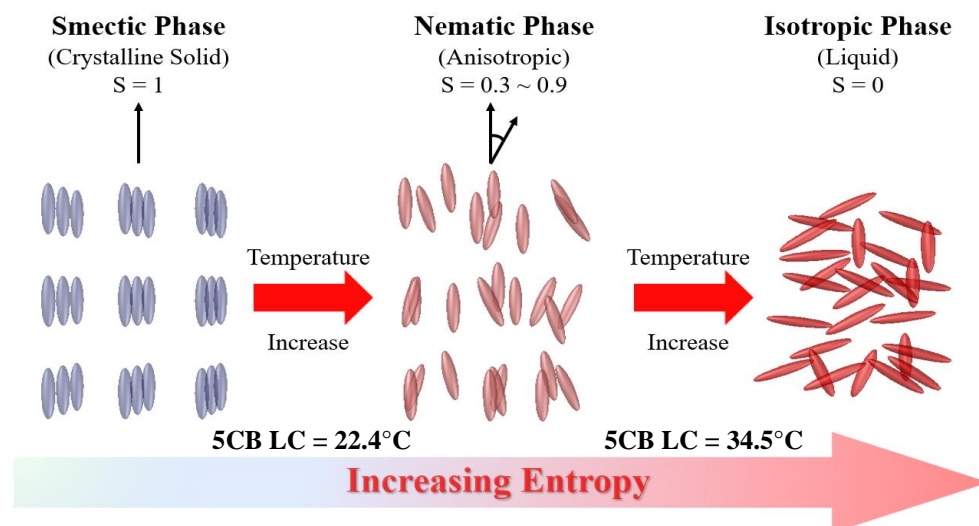 Smectic Phase
(Crystalline Solid)
S = 1
Nematic Phase
(Anisotropic)
S = 0.3 ~ 0.9
Isotropic Phase
(Liquid)
S = 0
Temperature
Increase
Temperature
Increase
5CB LC = 22.4°C
5CB LC = 34.5°C
Increasing Entropy